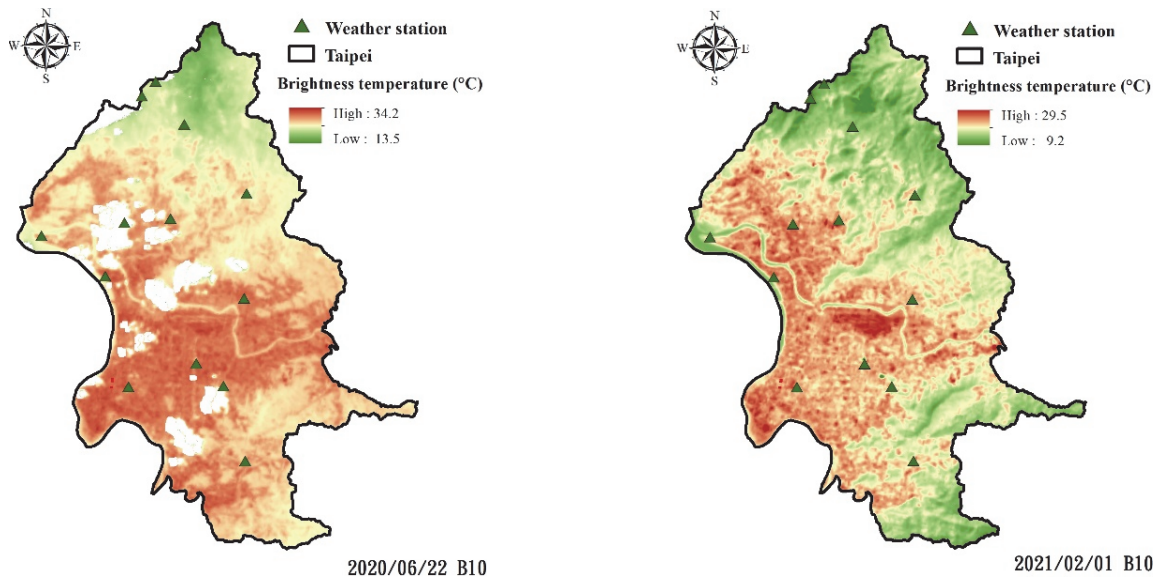 N
W E
S
Weather station
Taipei
Brightness temperature (°C)
High : 34.2
Low : 13.5
2020/06/22 B10
N
W E
S
Weather station
Taipei
Brightness temperature (°C)
High : 29.5
Low : 9.2
2021/02/01 B10